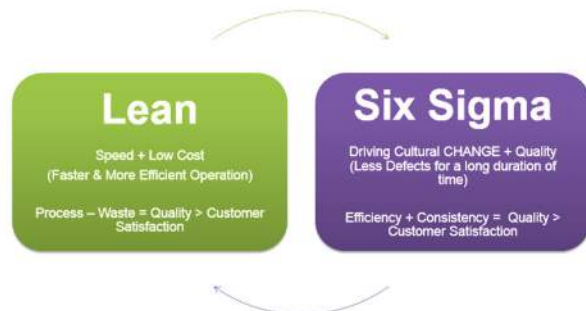 Lean
Speed + Low Cost
(Faster & More Efficient Operation)
Process – Waste = Quality > Customer
Satisfaction
Six Sigma
Driving Cultural CHANGE + Quality
(Less Defects for a long duration of
time)
Efficiency + Consistency = Quality >
Customer Satisfaction